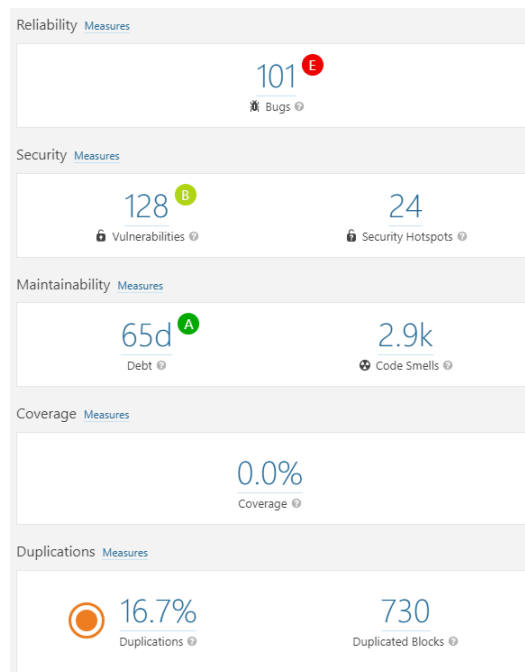 Reliability Measures
101 E
Bugs ?
Security Measures
128 B 24
Vulnerabilities ? Security Hotspots ?
Maintainability Measures
65d A 2.9k
Debt ? Code Smells ?
Coverage Measures
0.0%
Coverage ?
Duplications Measures
16.7% 730
Duplications ? Duplicated Blocks ?